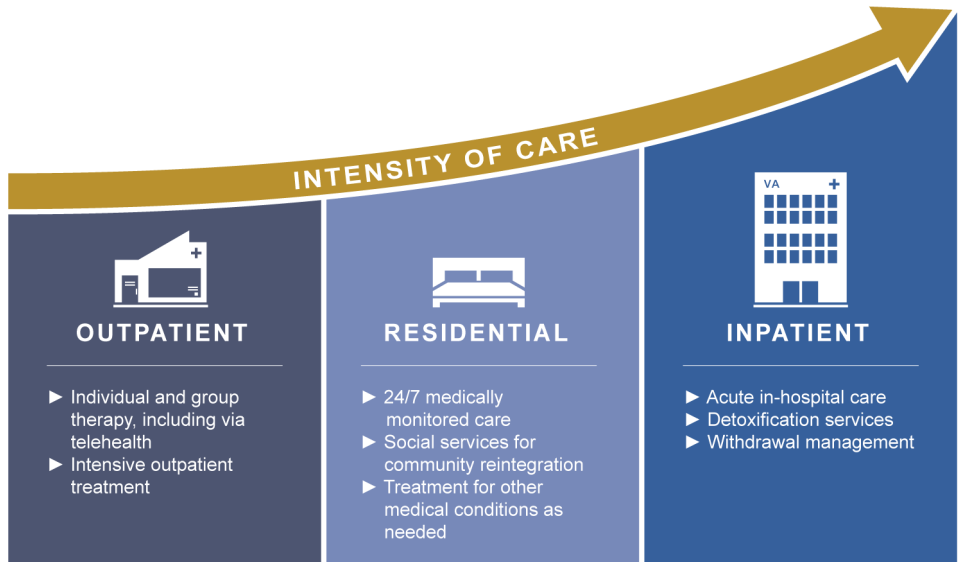 INTENSITY OF CARE
OUTPATIENT
► Individual and group
therapy, including via
telehealth
► Intensive outpatient
treatment
RESIDENTIAL
► 24/7 medically
monitored care
► Social services for
community reintegration
► Treatment for other
medical conditions as
needed
VA
INPATIENT
► Acute in-hospital care
► Detoxification services
► Withdrawal management